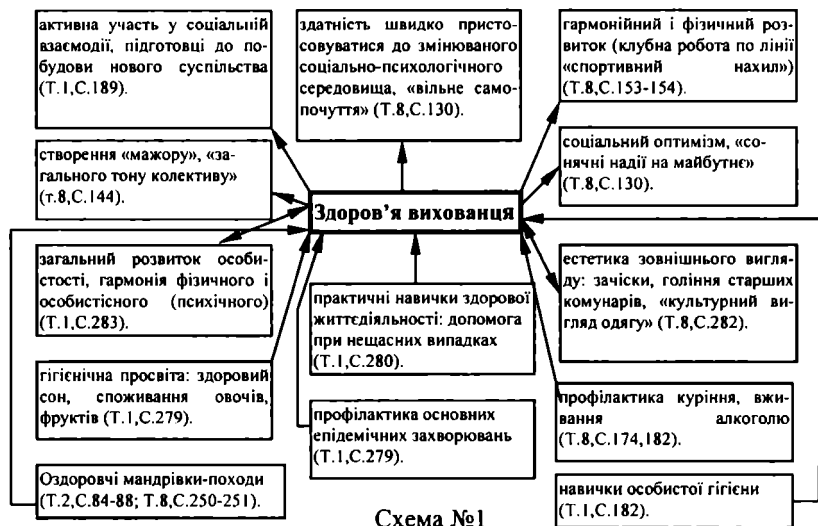 активна участь у соціальній
взаємодії, підготовці до по-
будови нового суспільства
(Т.1,С.189).
здатність швидко присто-
совуватися до змінюваного
соціально-психологічного
середовища, «вільне само-
почуття» (Т.8,С.130).
гармонійний і фізичний роз-
виток (клубна робота по лінії
«спортивний нахил»)
(Т.8,С.153-154).
створення «мажору», «за-
гального тону колективу»
(т.8,С.144).
соціальний оптимізм, «со-
нячні надії на майбутнє»
(Т.8,С.130).
Здоров’я вихованця
загальний розвиток особи-
стості, гармонія фізичного і
особистісного (психічного)
(Т.1,С.283).
практичні навички здорової
життєдіяльності: допомога
при нещасних випадках
(Т.1,С.280).
естетика зовнішнього вигля-
ду: зачіски, гоління старших
комунарів, «культурний ви-
гляд одягу» (Т.8,С.282).
гігієнічна просвіта: здоровий
сон, споживання овочів,
фруктів (Т.1,С.279).
профілактика основних
епідемічних захворювань
(Т.1,С.279).
профілактика куріння, вжи-
вання алкоголю
(Т.8,С.174,182).
Оздоровчі мандрівки-походи
(Т.2,С.84-88; Т.8,С.250-251).
навички особистої гігієни
(Т.1,С.182).
Схема №1